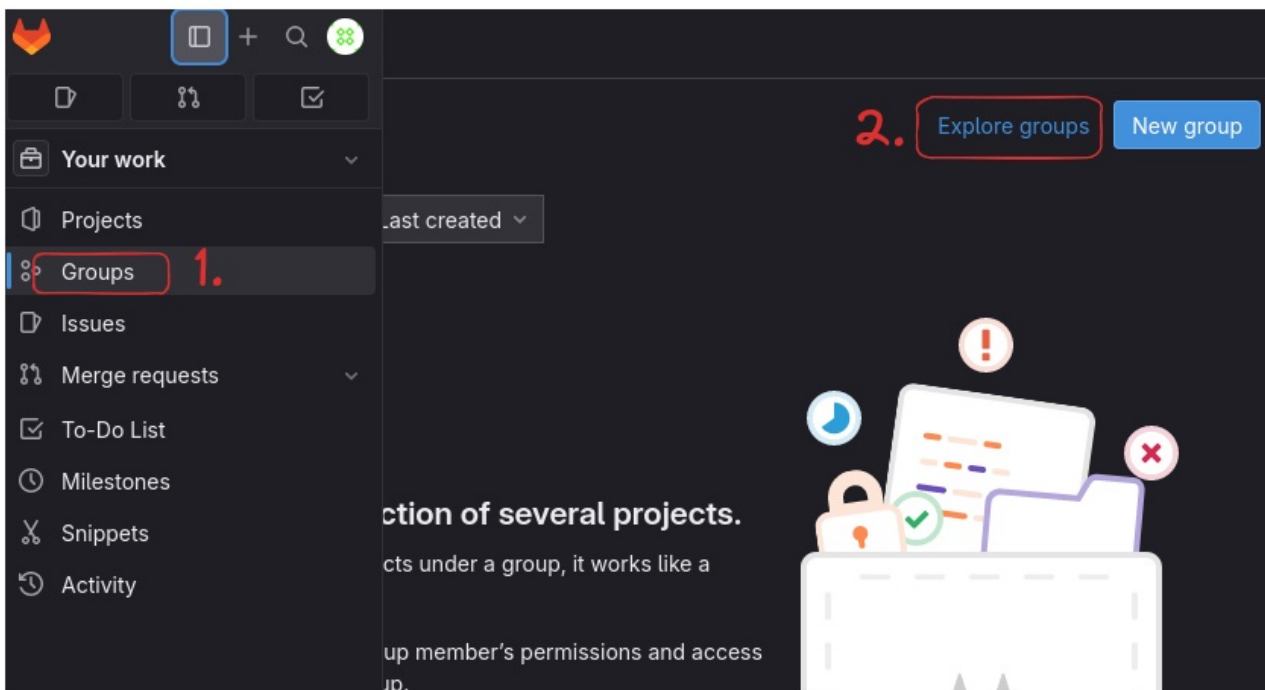 Your work
Projects
Groups
1.
Issues
Merge requests
To-Do List
Milestones
Snippets
Activity
2.
Explore groups
New group
Last created
ction of several projects.
cts under a group, it works like a
up member’s permissions and access
up.